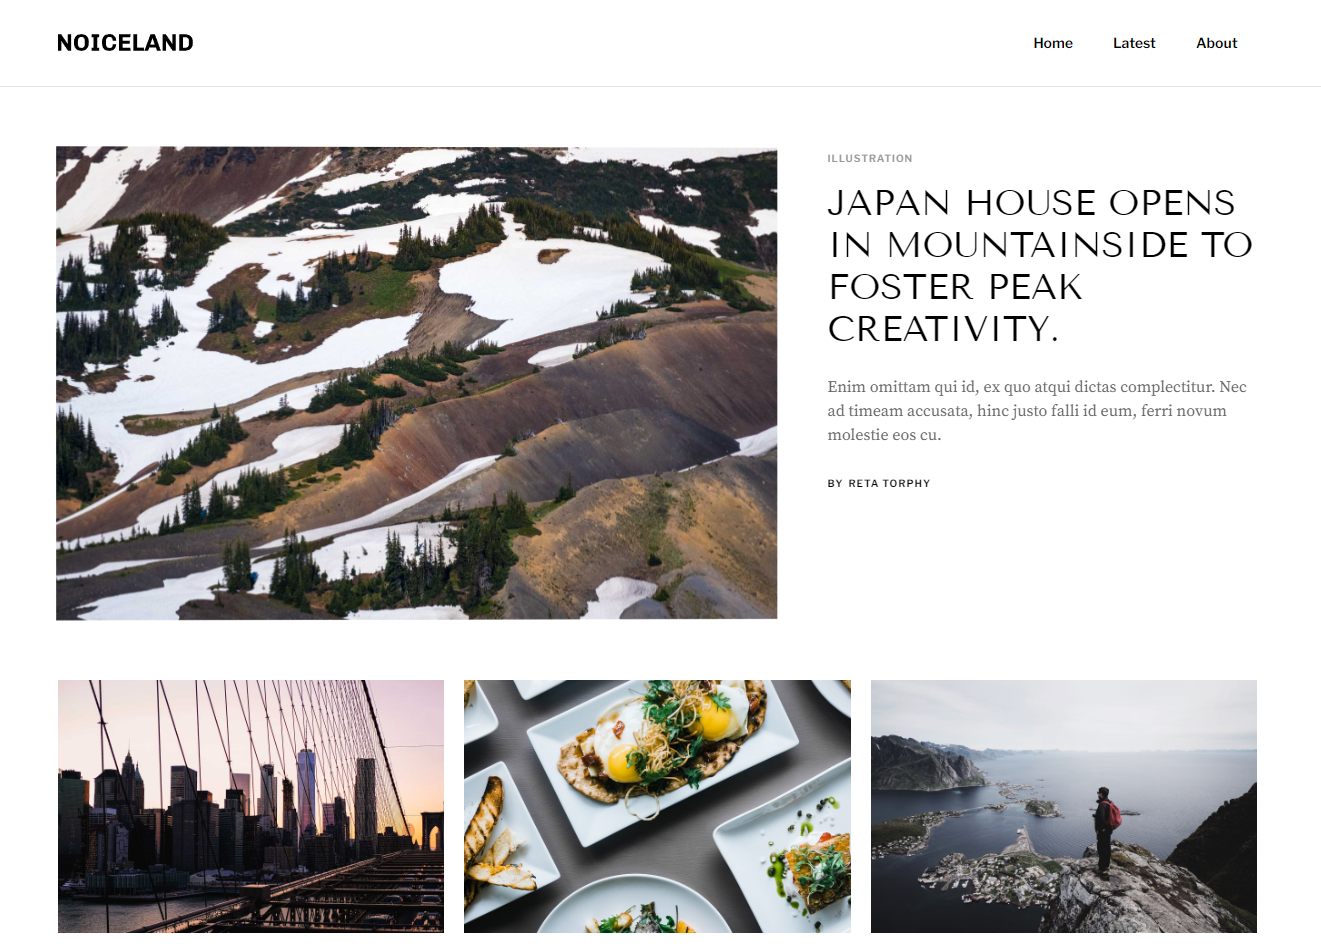 NOICELAND
Home
Latest
About
ILLUSTRATION
JAPAN HOUSE OPENS
IN MOUNTAINSIDE TO
FOSTER PEAK
CREATIVITY.
Enim omittam qui id, ex quo atqui dictas complectitur. Nec
ad timeam accusata, hinc justo falli id eum, ferri novum
molestie eos cu.
BY RETA TORPHY